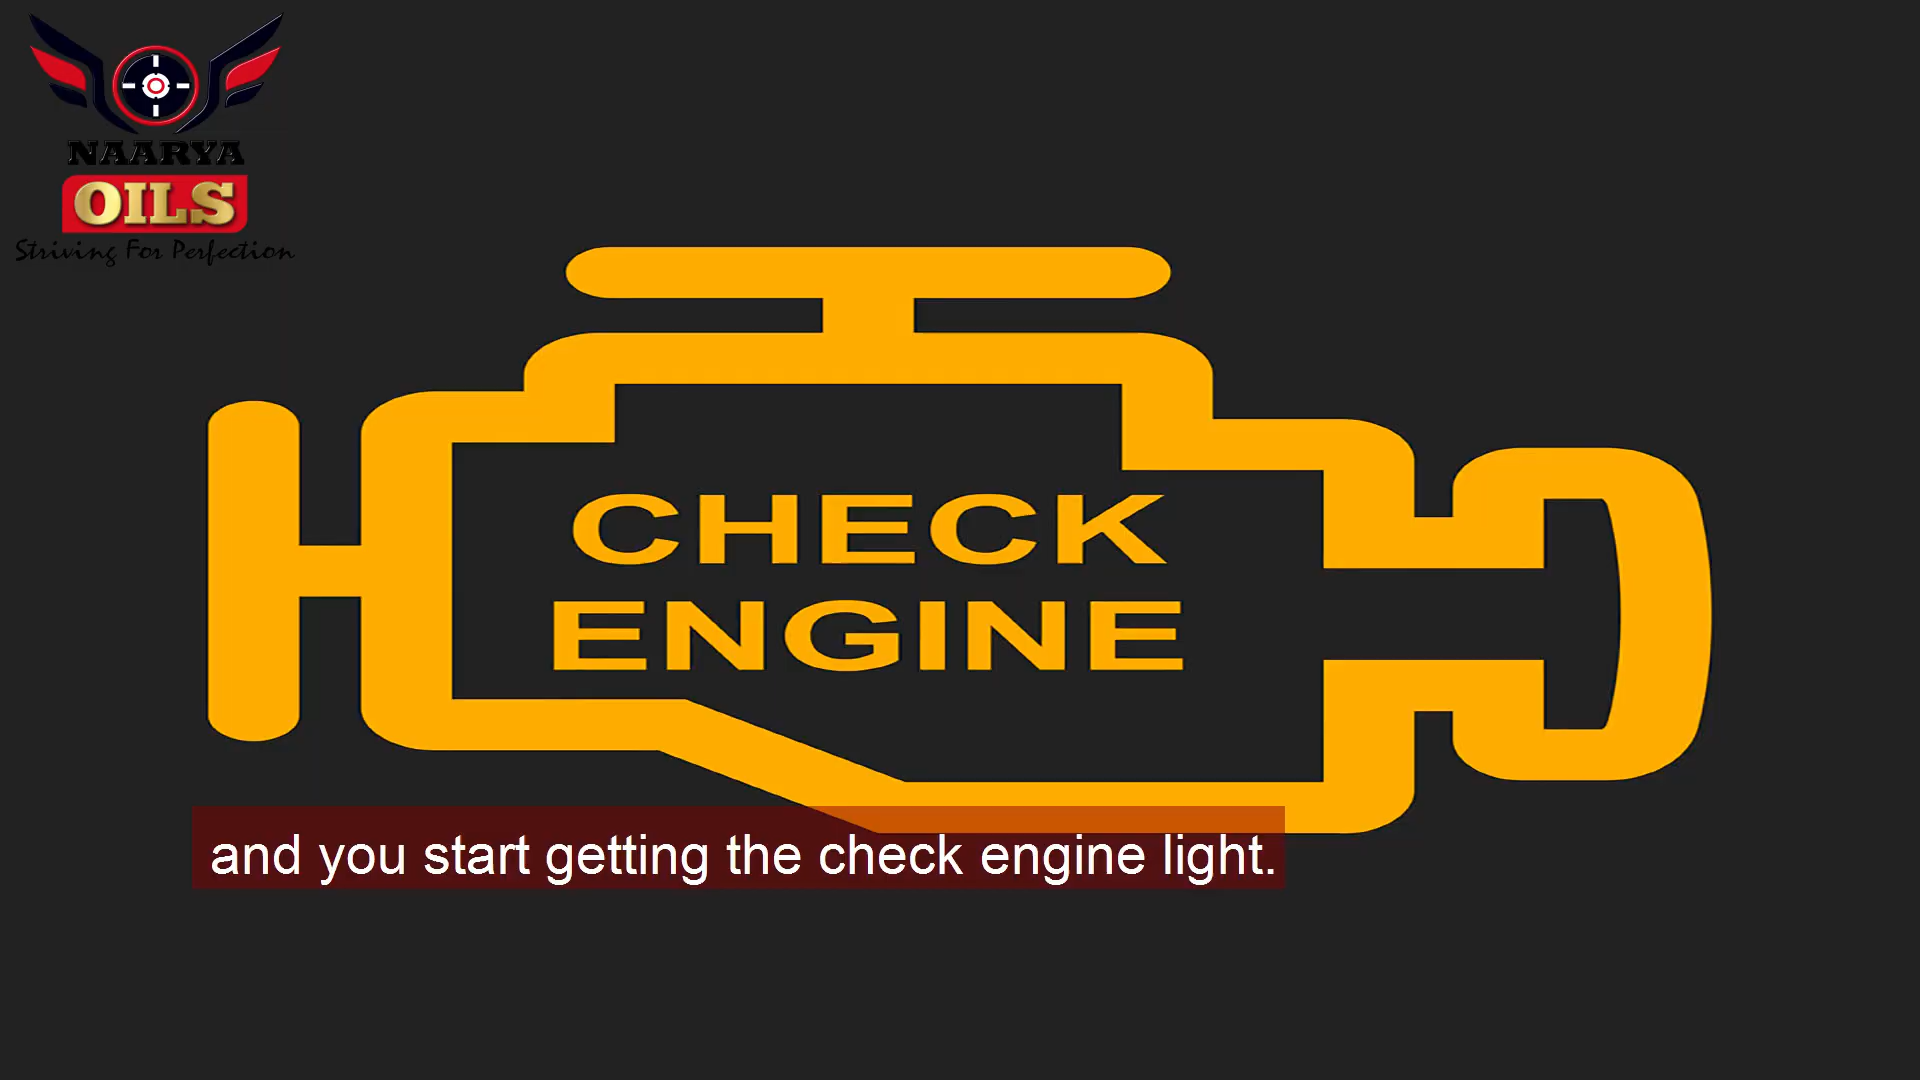 NAARYA
OILS
Striving For Perfection
CHECK
ENGINE
and you start getting the check engine light.